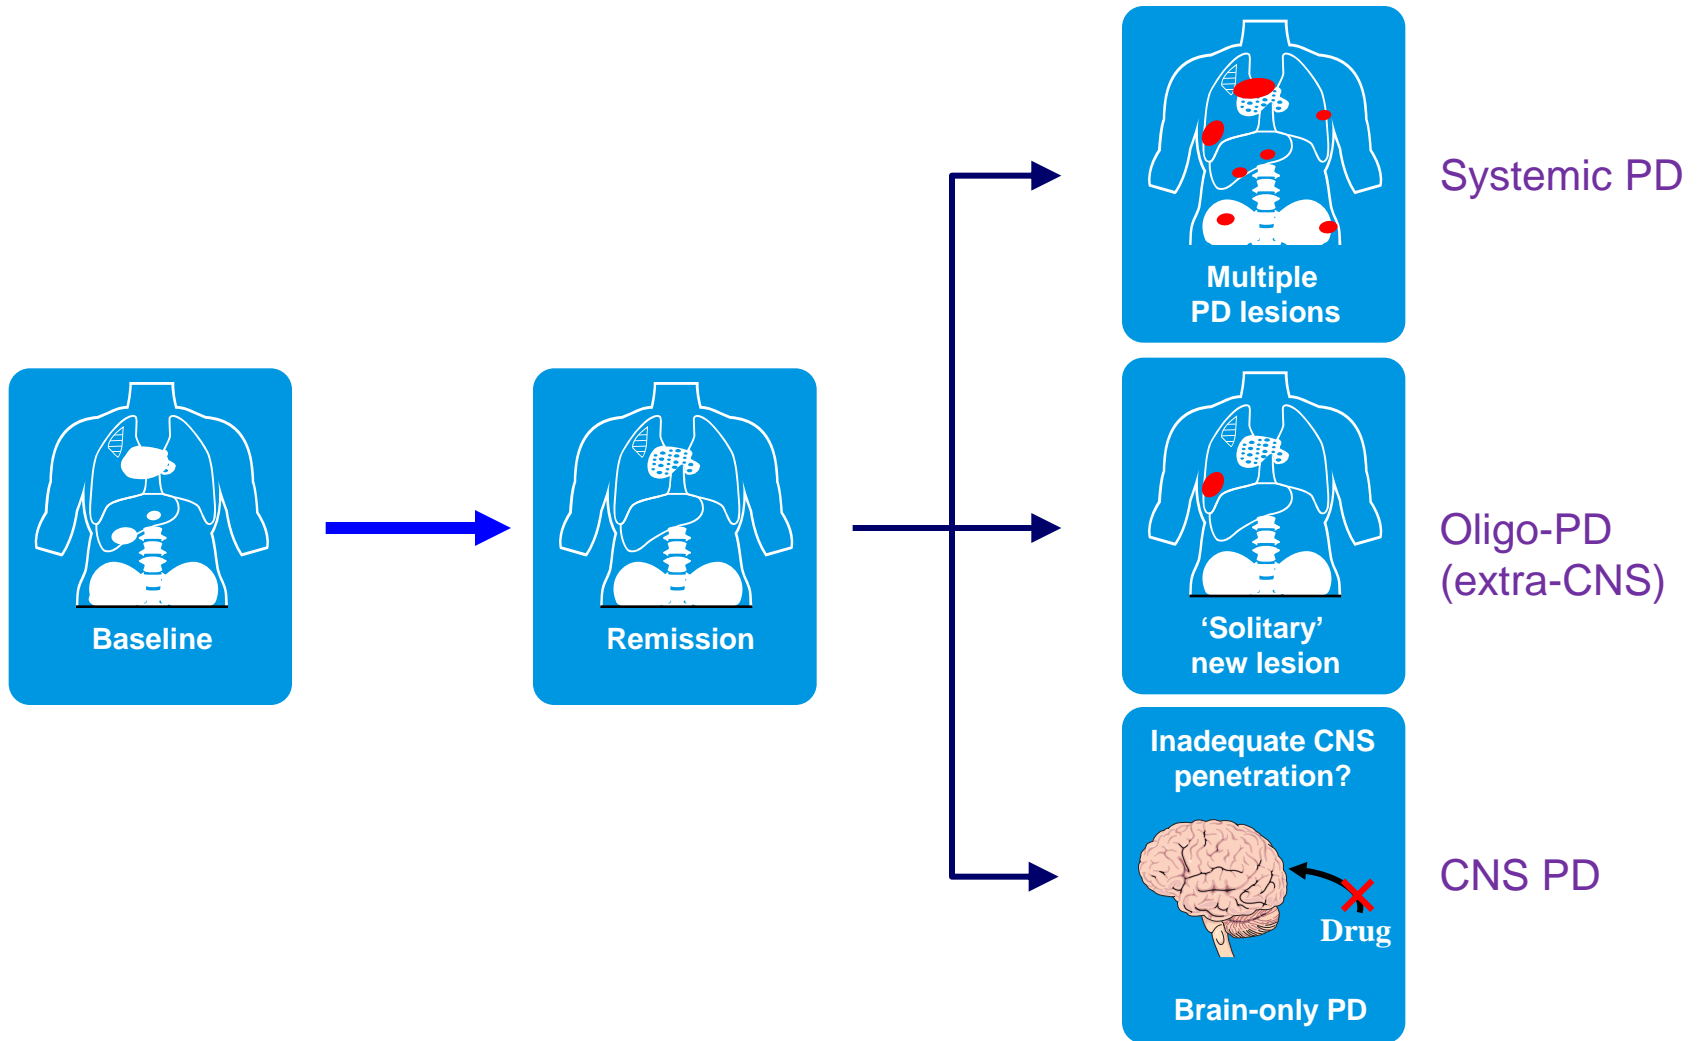 Baseline
Remission
Multiple
PD lesions
Systemic PD
‘Solitary’
new lesion
Oligo-PD
(extra-CNS)
Inadequate CNS
penetration?
Drug
Brain-only PD
CNS PD